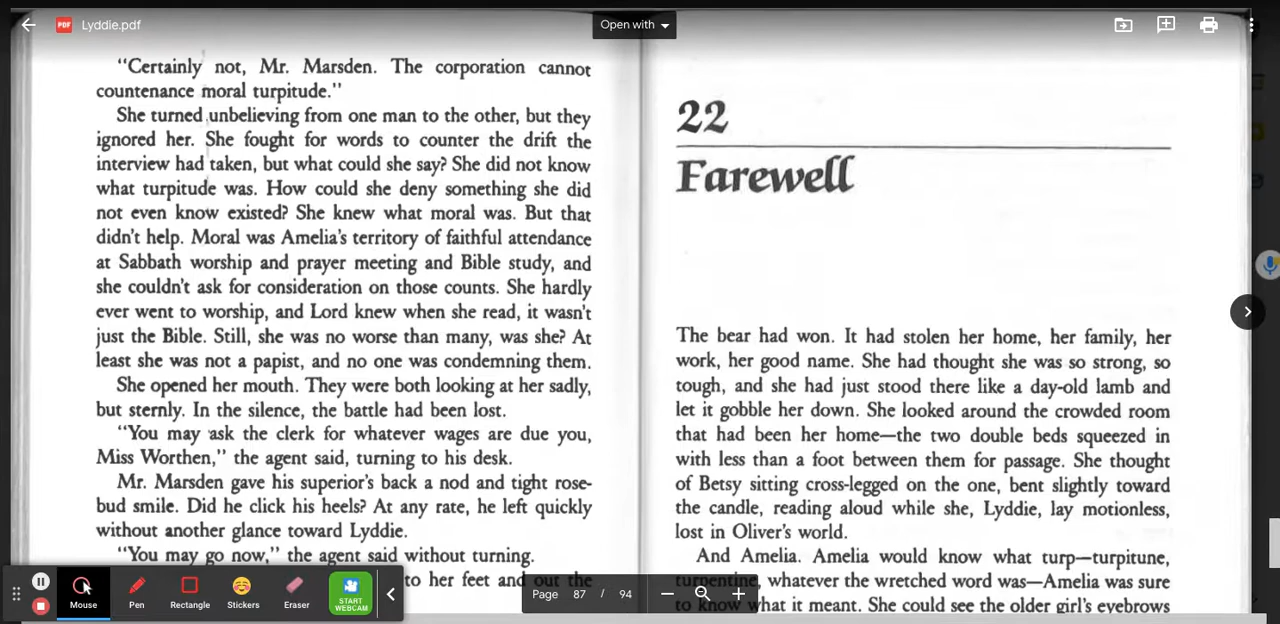 Lyddie.pdf
Open with
"Certainly not, Mr. Marsden. The corporation cannot
countenance moral turpitude."
She turned unbelieving from one man to the other, but they
ignored her. She fought for words to counter the drift the
interview had taken, but what could she say? She did not know
what turpitude was. How could she deny something she did
not even know existed? She knew what moral was. But that
didn't help. Moral was Amelia's territory of faithful attendance
at Sabbath worship and prayer meeting and Bible study, and
she couldn't ask for consideration on those counts. She hardly
ever went to worship, and Lord knew when she read, it wasn't
just the Bible. Still, she was no worse than many, was she? At
least she was not a papist, and no one was condemning them.
She opened her mouth. They were both looking at her sadly,
but sternly. In the silence, the battle had been lost.
"You may ask the clerk for whatever wages are due you,
Miss Worthen," the agent said, turning to his desk.
Mr. Marsden gave his superior's back a nod and tight rose-
bud smile. Did he click his heels? At any rate, he left quickly
without another glance toward Lyddie.
"You may go now," the agent said without turning.
to her feet and out the
22
Farewell
The bear had won. It had stolen her home, her family, her
work, her good name. She had thought she was so strong, so
tough, and she had just stood there like a day-old lamb and
let it gobble her down. She looked around the crowded room
that had been her home—the two double beds squeezed in
with less than a foot between them for passage. She thought
of Betsy sitting cross-legged on the one, bent slightly toward
the candle, reading aloud while she, Lyddie, lay motionless,
lost in Oliver's world.
And Amelia. Amelia would know what turp—turpitune,
turpentine, whatever the wretched word was—Amelia was sure
to know what it meant. She could see the older girl's eyebrows
Mouse
Pen
Rectangle
Stickers
Eraser
START
WEBCAM
Page 87 / 94